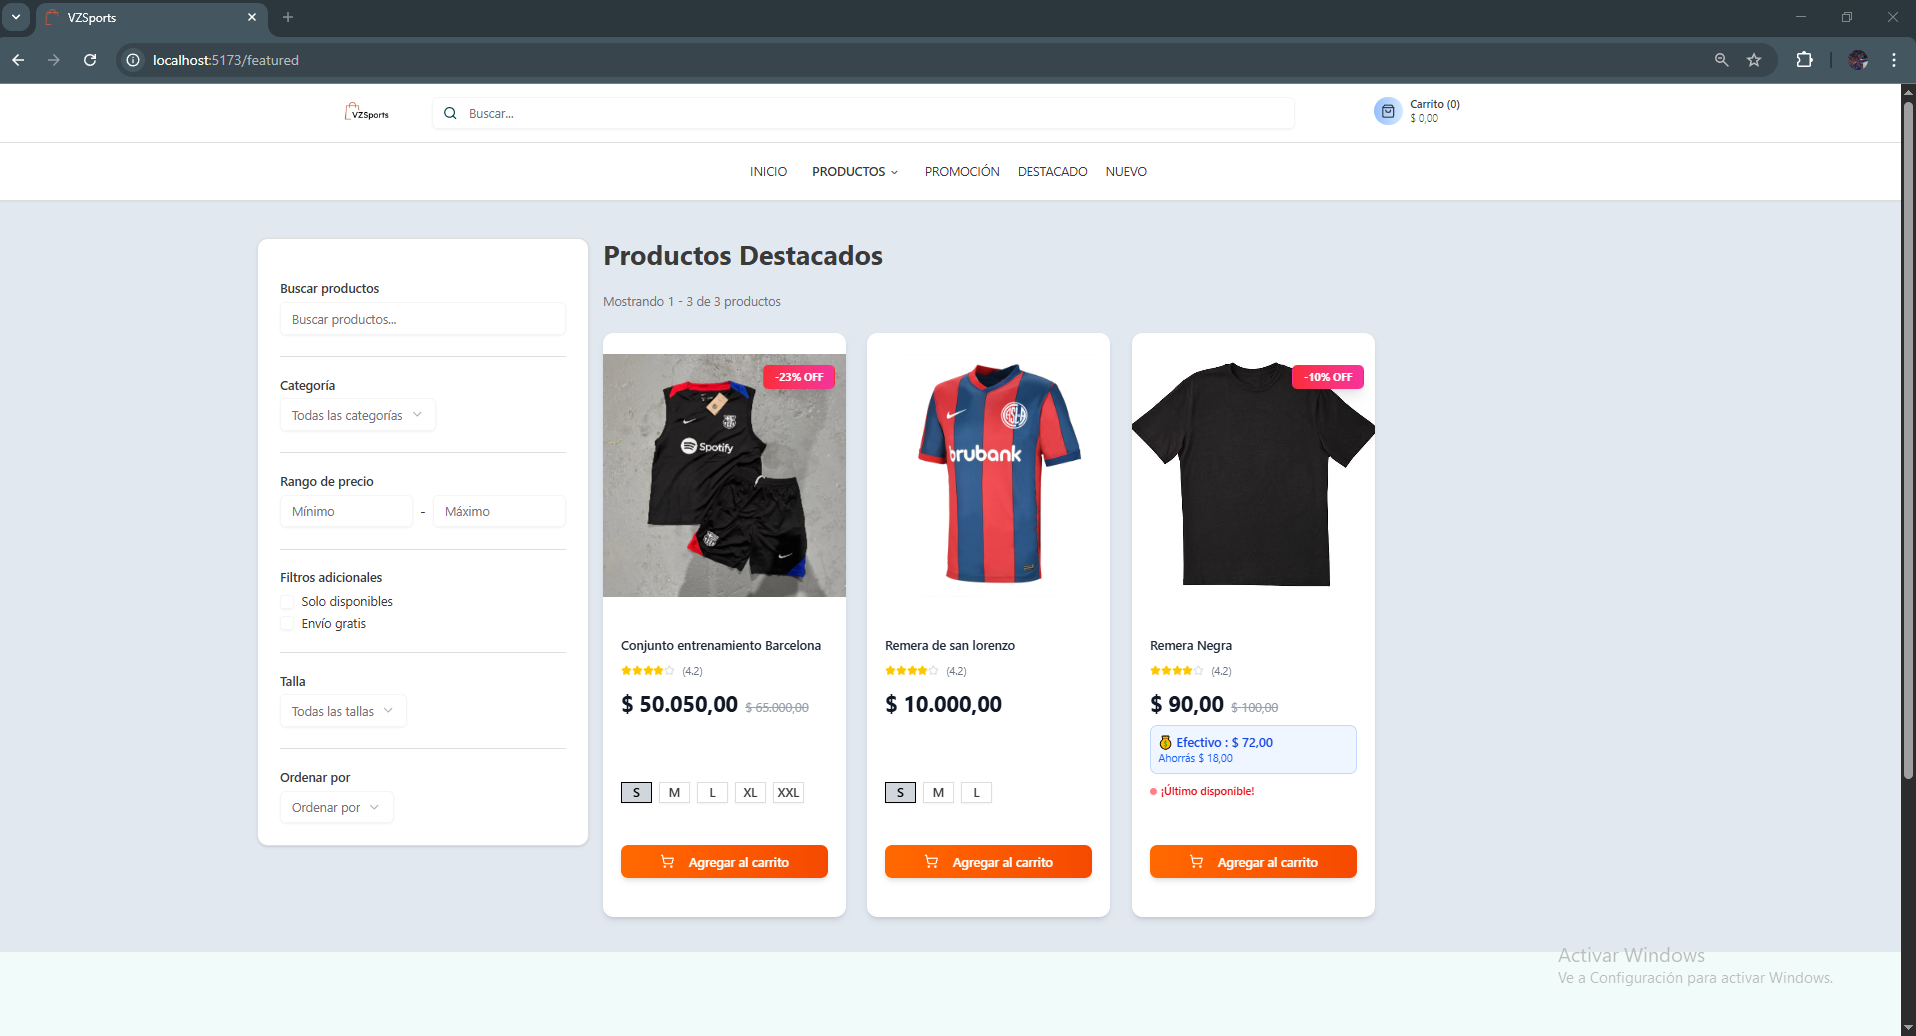 VZSports
localhost:5173/featured
VZSports
Buscar...
Carrito (0)
$ 0,00
INICIO
PRODUCTOS
PROMOCIÓN
DESTACADO
NUEVO
Buscar productos
Buscar productos...
Categoría
Todas las categorías
Rango de precio
Mínimo - Máximo
Filtros adicionales
Solo disponibles
Envío gratis
Talla
Todas las tallas
Ordenar por
Ordenar por
Productos Destacados
Mostrando 1 - 3 de 3 productos
-23% OFF
Spotify
Conjunto entrenamiento Barcelona
(4.2)
$ 50.050,00 $ 65.000,00
S M L XL XXL
Agregar al carrito
brubank
Remera de san lorenzo
(4.2)
$ 10.000,00
S M L
Agregar al carrito
-10% OFF
Remera Negra
(4.2)
$ 90,00 $ 100,00
Efectivo : $ 72,00
Ahorrás $ 18,00
¡Último disponible!
Agregar al carrito
Activar Windows
Ve a Configuración para activar Windows.